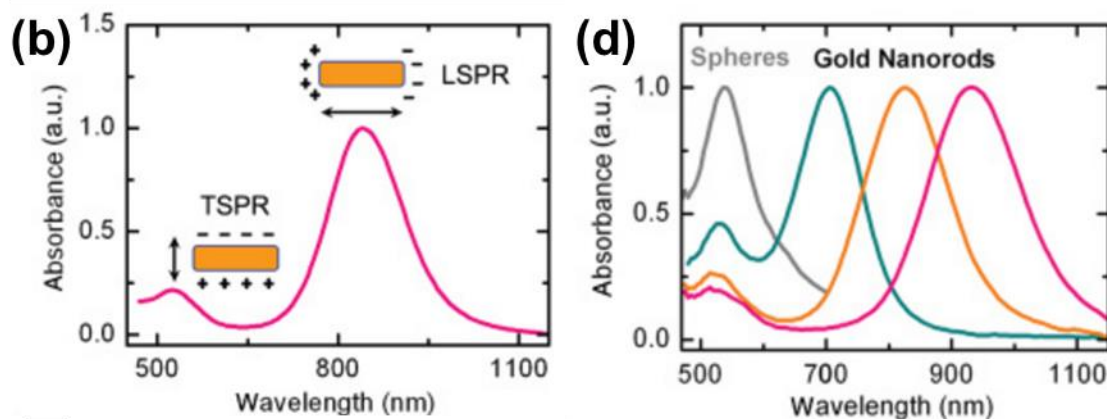 (b)
1.5
1.0
0.5
0.0
Absorbance (a.u.)
+ -
+ -
+ -
+ -
LSPR
TSPR
- - - -
+ + + +
500 800 1100
Wavelength (nm)
(d)
Spheres Gold Nanorods
1.0
0.5
0.0
Absorbance (a.u.)
500 700 900 1100
Wavelength (nm)